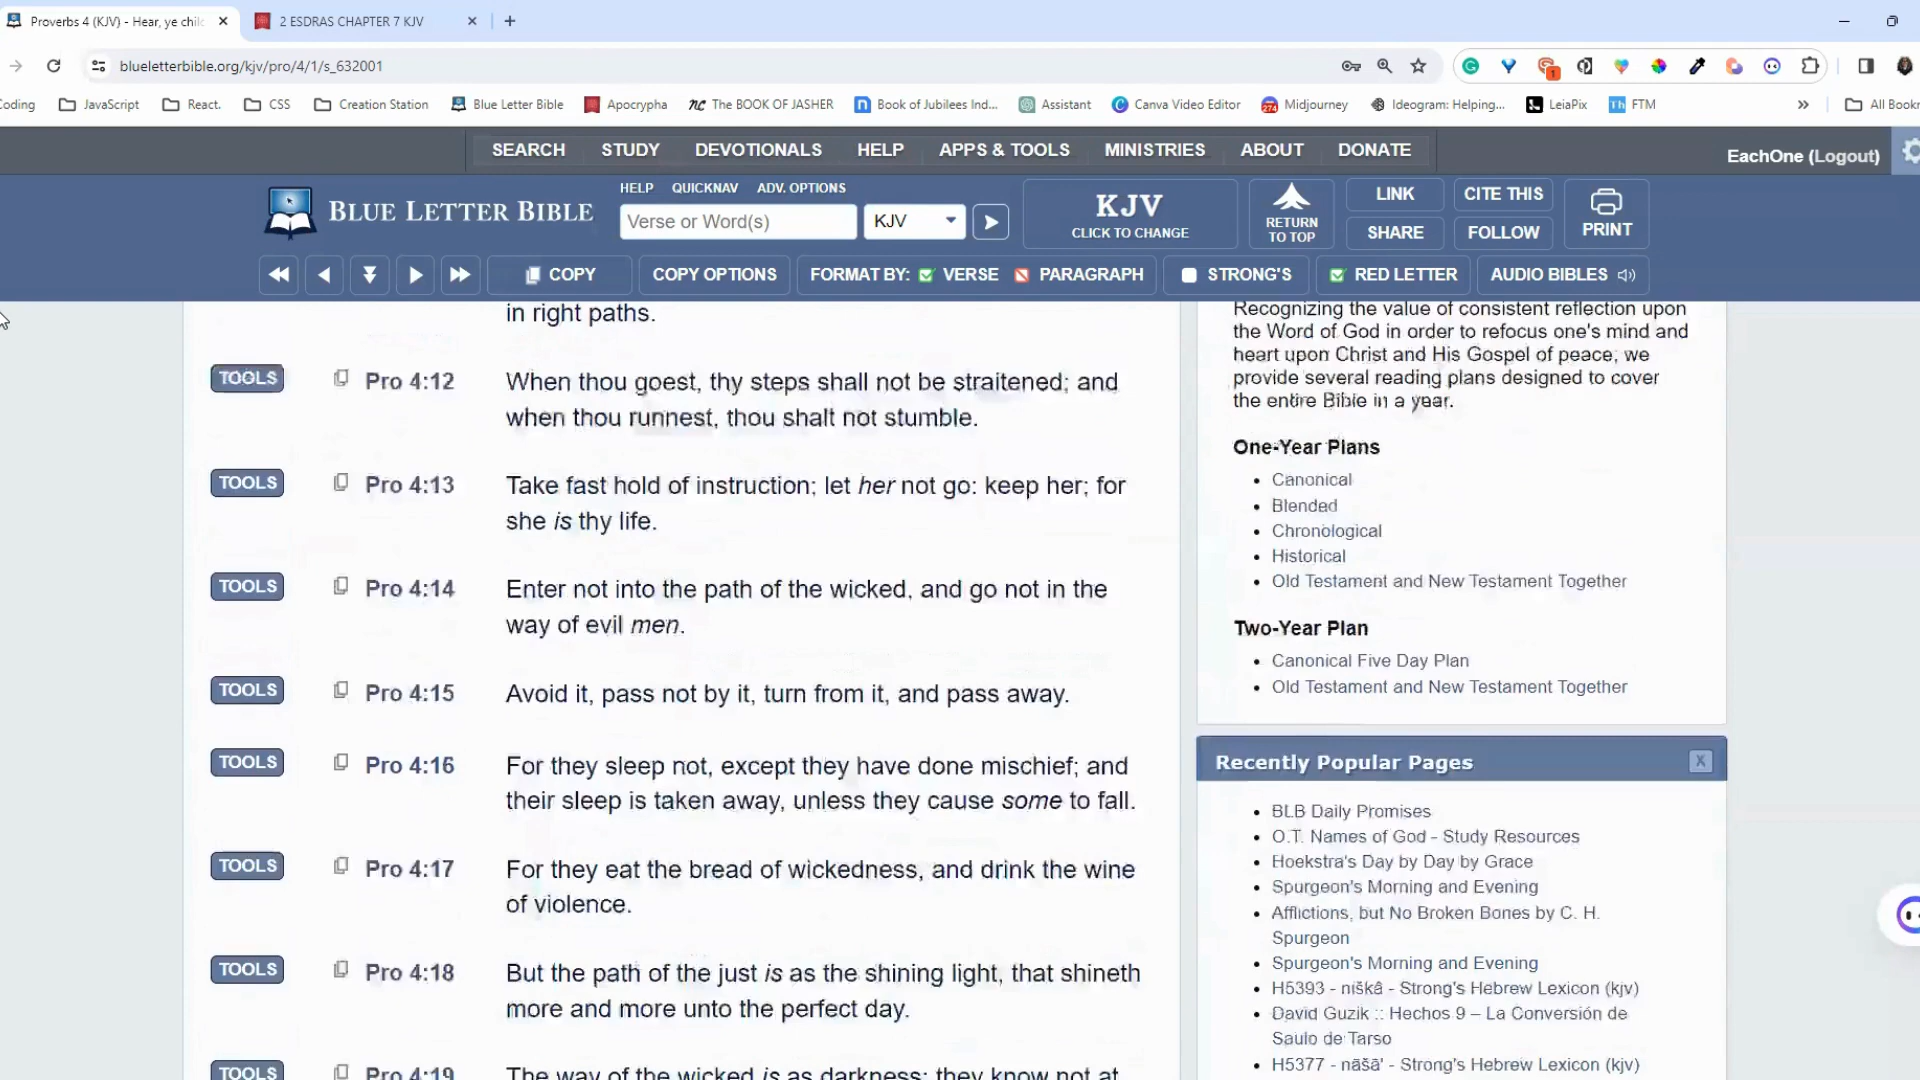 Proverbs 4 (KJV) - Hear, ye chil
2 ESDRAS CHAPTER 7 KJV
blueletterbible.org/kjv/pro/4/1/s_632001
Coding
JavaScript
React.
CSS
Creation Station
Blue Letter Bible
Apocrypha
The BOOK OF JASHER
Book of Jubilees Ind...
Assistant
Canva Video Editor
Midjourney
Ideogram: Helping...
LeiaPix
FTM
All Bookr
SEARCH
STUDY
DEVOTIONALS
HELP
APPS & TOOLS
MINISTRIES
ABOUT
DONATE
EachOne (Logout)
BLUE LETTER BIBLE
HELP QUICKNAV ADV. OPTIONS
Verse or Word(s)
KJV
KJV
CLICK TO CHANGE
RETURN
TO TOP
LINK
CITE THIS
SHARE
FOLLOW
PRINT
COPY
COPY OPTIONS
FORMAT BY: VERSE PARAGRAPH
STRONG'S
RED LETTER
AUDIO BIBLES
in right paths.
TOOLS Pro 4:12 When thou goest, thy steps shall not be straitened; and
when thou runnest, thou shalt not stumble.
TOOLS Pro 4:13 Take fast hold of instruction; let her not go: keep her; for
she is thy life.
TOOLS Pro 4:14 Enter not into the path of the wicked, and go not in the
way of evil men.
TOOLS Pro 4:15 Avoid it, pass not by it, turn from it, and pass away.
TOOLS Pro 4:16 For they sleep not, except they have done mischief; and
their sleep is taken away, unless they cause some to fall.
TOOLS Pro 4:17 For they eat the bread of wickedness, and drink the wine
of violence.
TOOLS Pro 4:18 But the path of the just is as the shining light, that shineth
more and more unto the perfect day.
TOOLS Pro 4:19 The way of the wicked is as darkness: they know not at
Recognizing the value of consistent reflection upon
the Word of God in order to refocus one's mind and
heart upon Christ and His Gospel of peace, we
provide several reading plans designed to cover
the entire Bible in a year.
One-Year Plans
Canonical
Blended
Chronological
Historical
Old Testament and New Testament Together
Two-Year Plan
Canonical Five Day Plan
Old Testament and New Testament Together
Recently Popular Pages
X
BLB Daily Promises
O.T. Names of God - Study Resources
Hoekstra's Day by Day by Grace
Spurgeon's Morning and Evening
Afflictions, but No Broken Bones by C. H.
Spurgeon
Spurgeon's Morning and Evening
H5393 - niškâ - Strong's Hebrew Lexicon (kjv)
David Guzik :: Hechos 9 – La Conversión de
Saulo de Tarso
H5377 - nāšā' - Strong's Hebrew Lexicon (kjv)